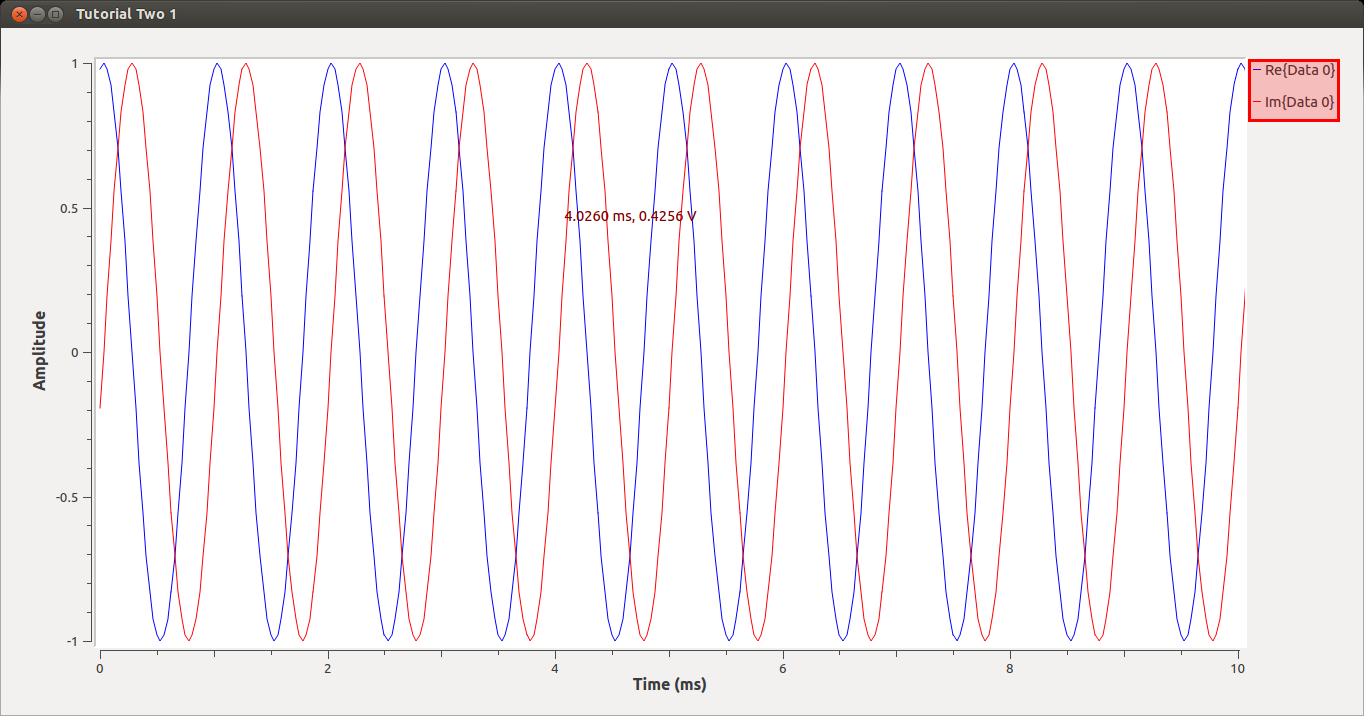 Tutorial Two 1
Re{Data 0}
Im{Data 0}
1
0.5
4.0260 ms, 0.4256 V
0
-0.5
-1
Amplitude
0 2 4 6 8 10
Time (ms)